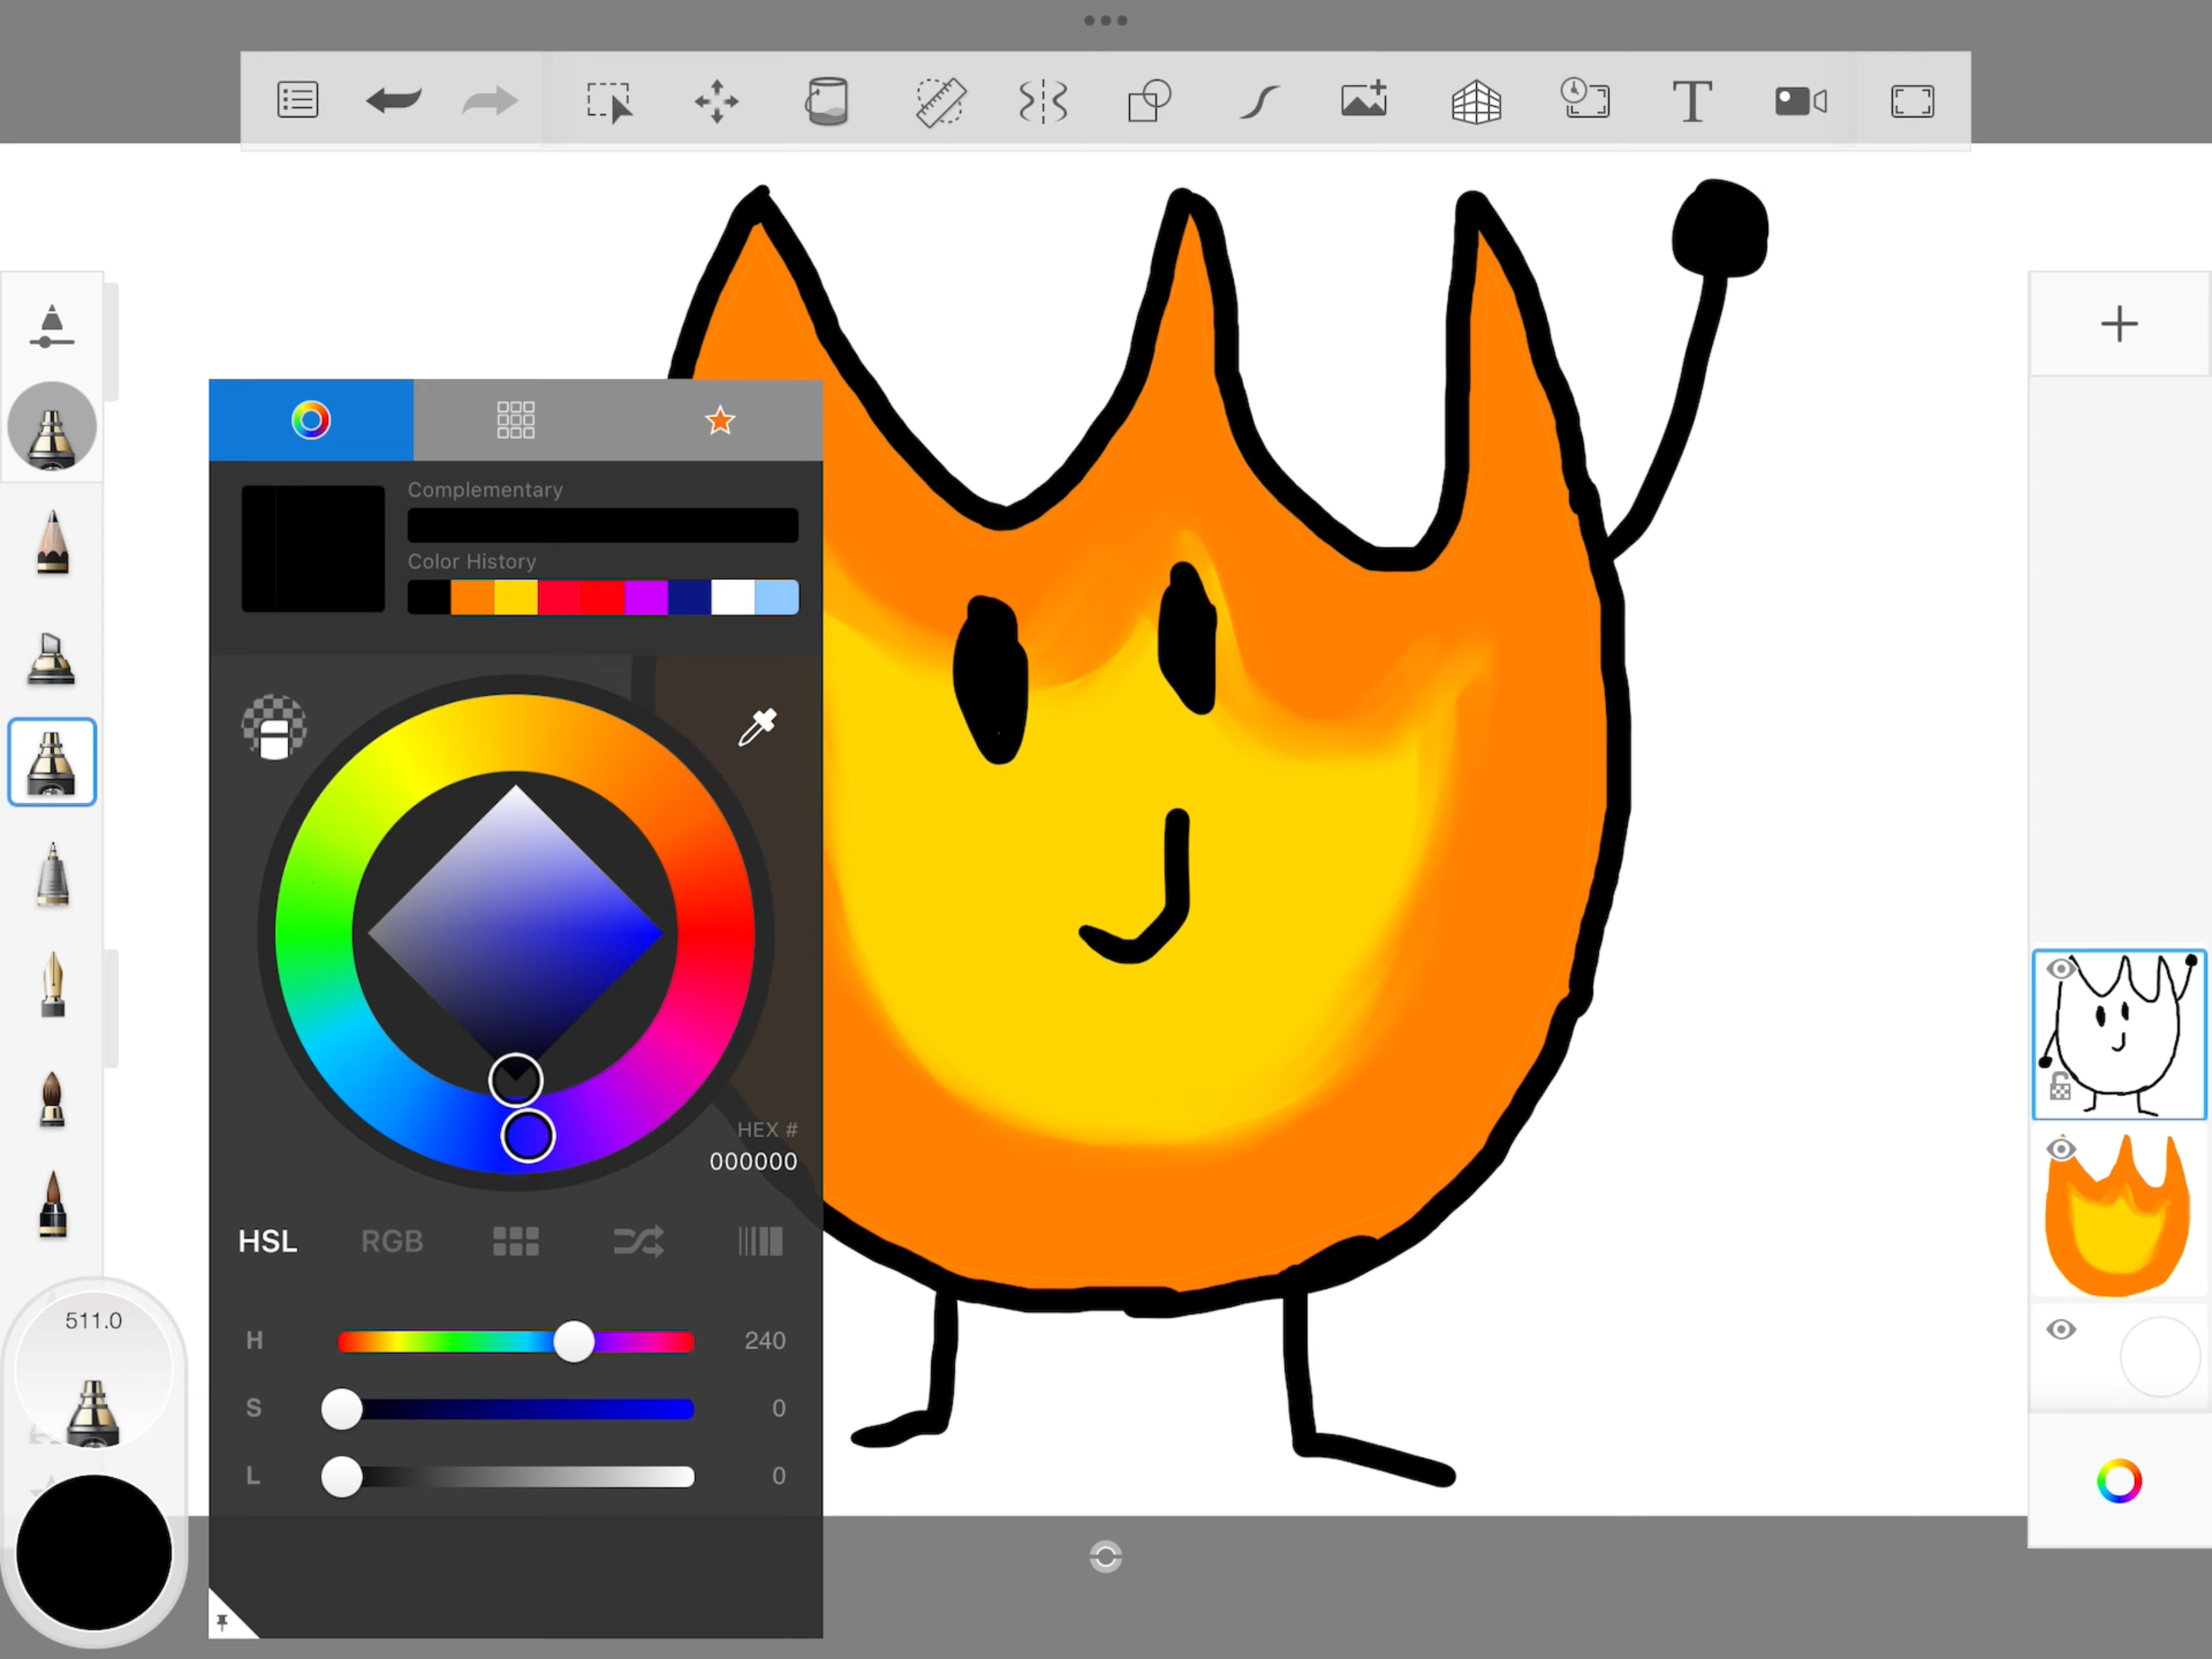 T
Complementary
Color History
HEX #
000000
HSL RGB
511.0
H 240
S 0
L 0